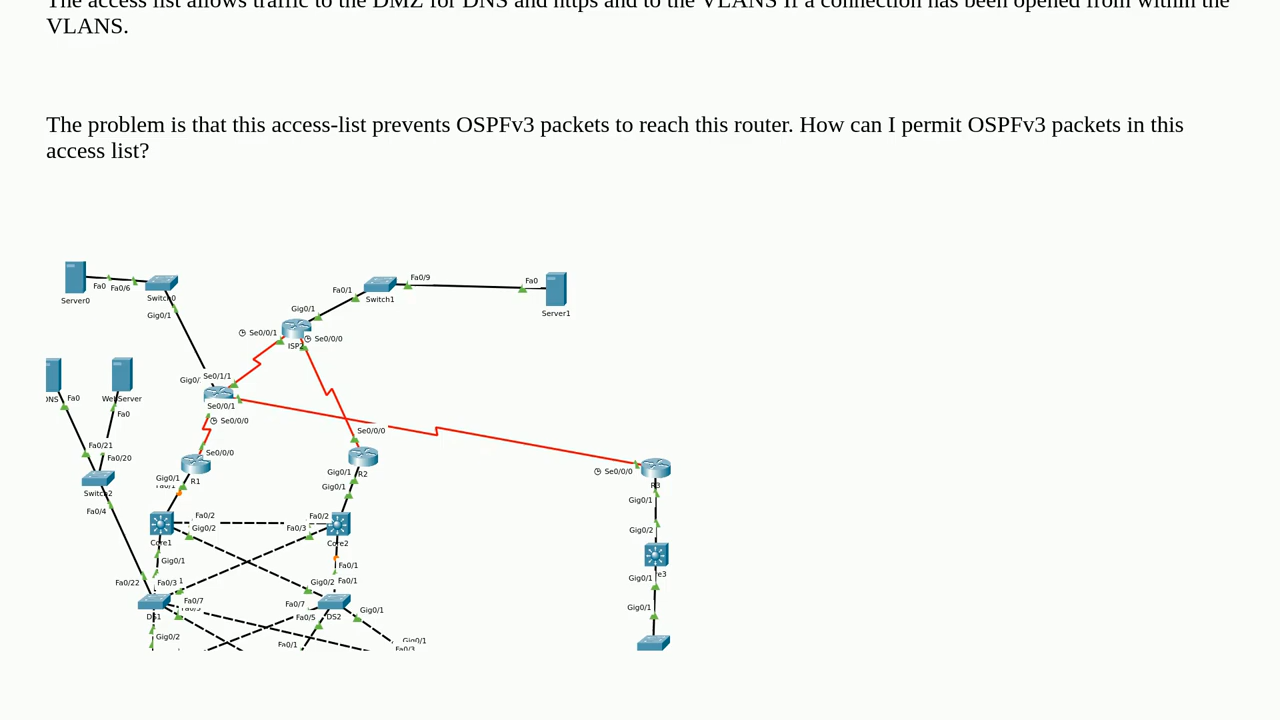 The access list allows traffic to the DMZ for DNS and https and to the VLANS if a connection has been opened from within the
VLANS.
The problem is that this access-list prevents OSPFv3 packets to reach this router. How can I permit OSPFv3 packets in this
access list?
Fa0 Fa0/6
Server0
Switch0
Gig0/1
Fa0/9
Fa0/1
Switch1
Fa0
Server1
Gig0/1
Se0/0/1
Se0/0/0
ISP2
Se0/1/1
Se0/0/1
Se0/0/0
Fa0
WebServer
Fa0
Se0/0/0
Se0/0/0
R1
Gig0/1
Fa0/21
Fa0/20
Switch2
Fa0/4
Gig0/1
R2
Gig0/1
Se0/0/0
R3
Gig0/1
Gig0/2
Fa0/2
Gig0/2
Core1
Fa0/2
Fa0/3
Core2
Gig0/1
Fa0/1
Fa0/22
Fa0/3
Gig0/2
Fa0/1
Gig0/1
Gig0/1
Fa0/7
DS1
Fa0/7
Fa0/5
DS2
Gig0/1
Gig0/2
Fa0/1
Gig0/1
Fa0/3